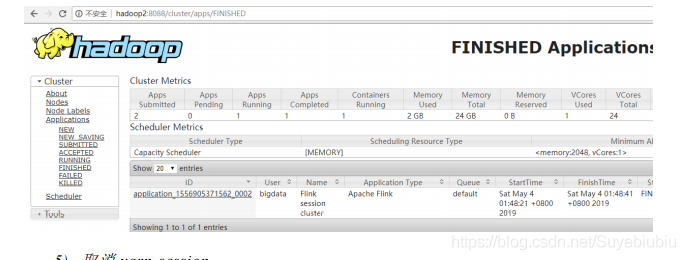 不安全 | hadoop2:8088/cluster/apps/FINISHED
hadoop
FINISHED Applications
Cluster
About
Nodes
Node Labels
Applications
NEW
NEW_SAVING
SUBMITTED
ACCEPTED
RUNNING
FINISHED
FAILED
KILLED
Scheduler
Tools
Cluster Metrics
Apps Submitted Apps Pending Apps Running Apps Completed Containers Running Memory Used Memory Total Memory Reserved VCores Used VCores Total
2 0 1 1 1 2 GB 24 GB 0 B 1 24
Scheduler Metrics
Scheduler Type Scheduling Resource Type Minimum Al
Capacity Scheduler [MEMORY] <memory:2048, vCores:1>
Show 20 entries
ID User Name Application Type Queue StartTime FinishTime St
application_1556905371562_0002 bigdata Flink session cluster Apache Flink default Sat May 4 01:48:21 +0800 2019 Sat May 4 01:48:41 +0800 2019 FIN
Showing 1 to 1 of 1 entries
https://blog.csdn.net/Suyebiubiu
5） 取消 yarn-session